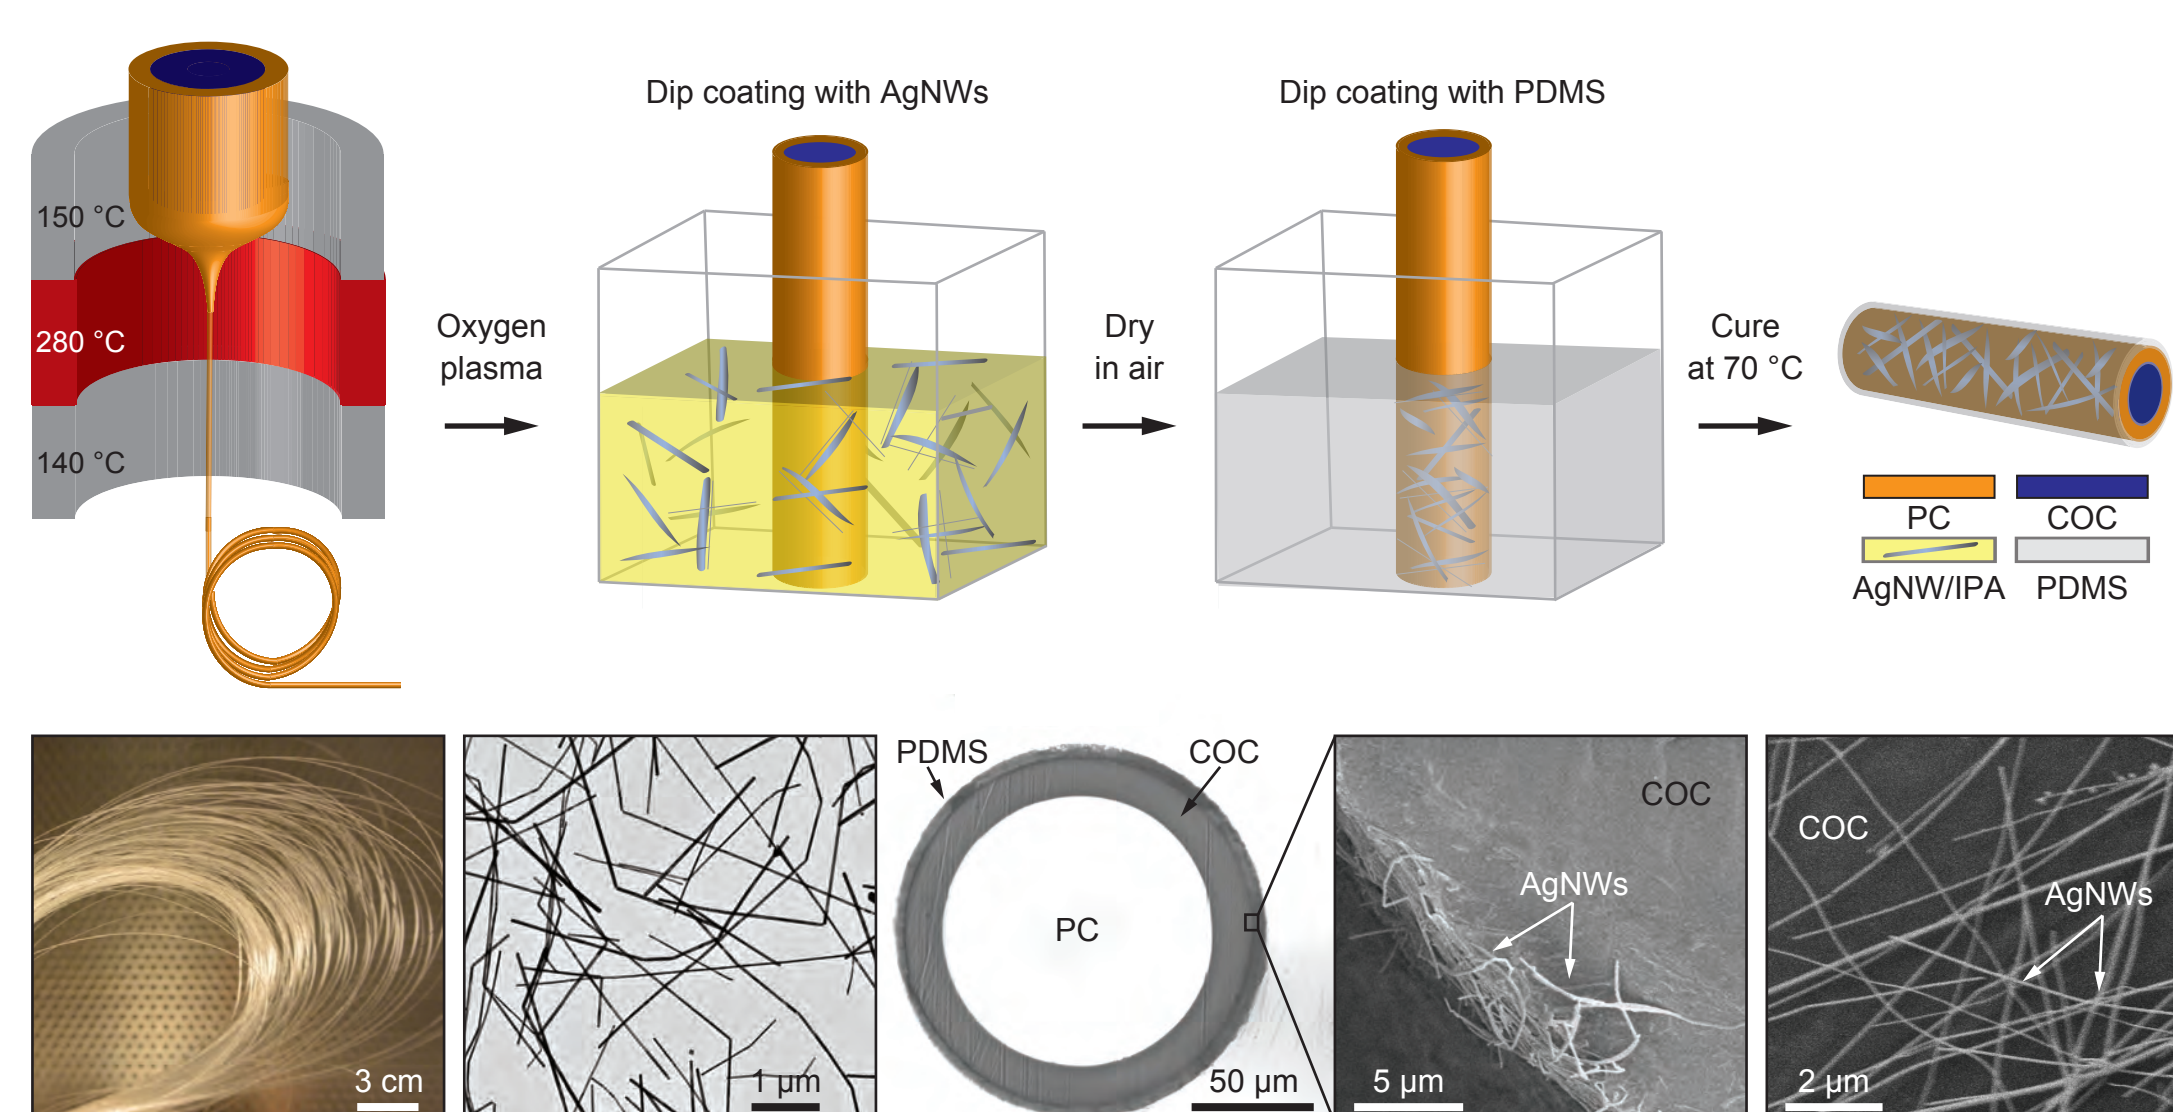 Dip coating with AgNWs
Dip coating with PDMS
150 °C
280 °C
140 °C
Oxygen
plasma
Dry
in air
Cure
at 70 °C
PC
COC
AgNW/IPA
PDMS
3 cm
1 µm
PDMS
COC
PC
50 µm
COC
AgNWs
5 µm
COC
AgNWs
2 µm